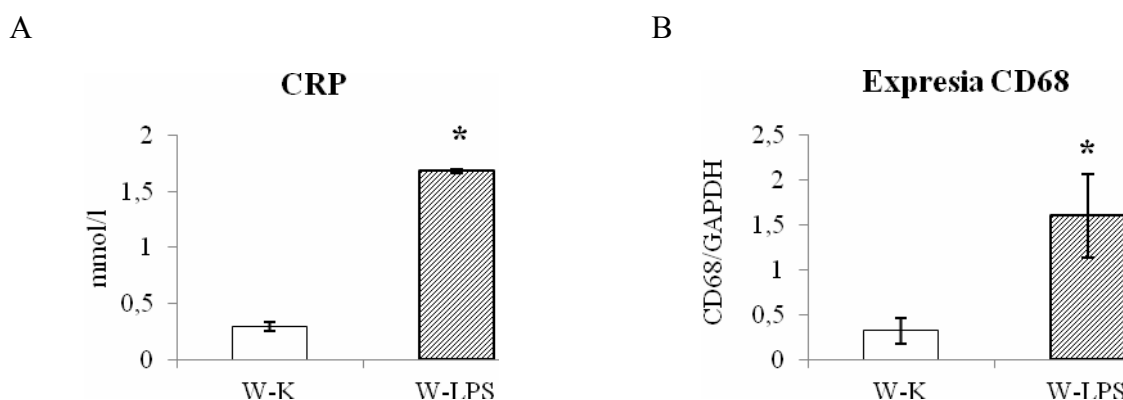 A
CRP
mmol/l
2
1,5
1
0,5
0
*
W-K
W-LPS
B
Expresia CD68
CD68/GAPDH
2,5
2
1,5
1
0,5
0
*
W-K
W-LPS